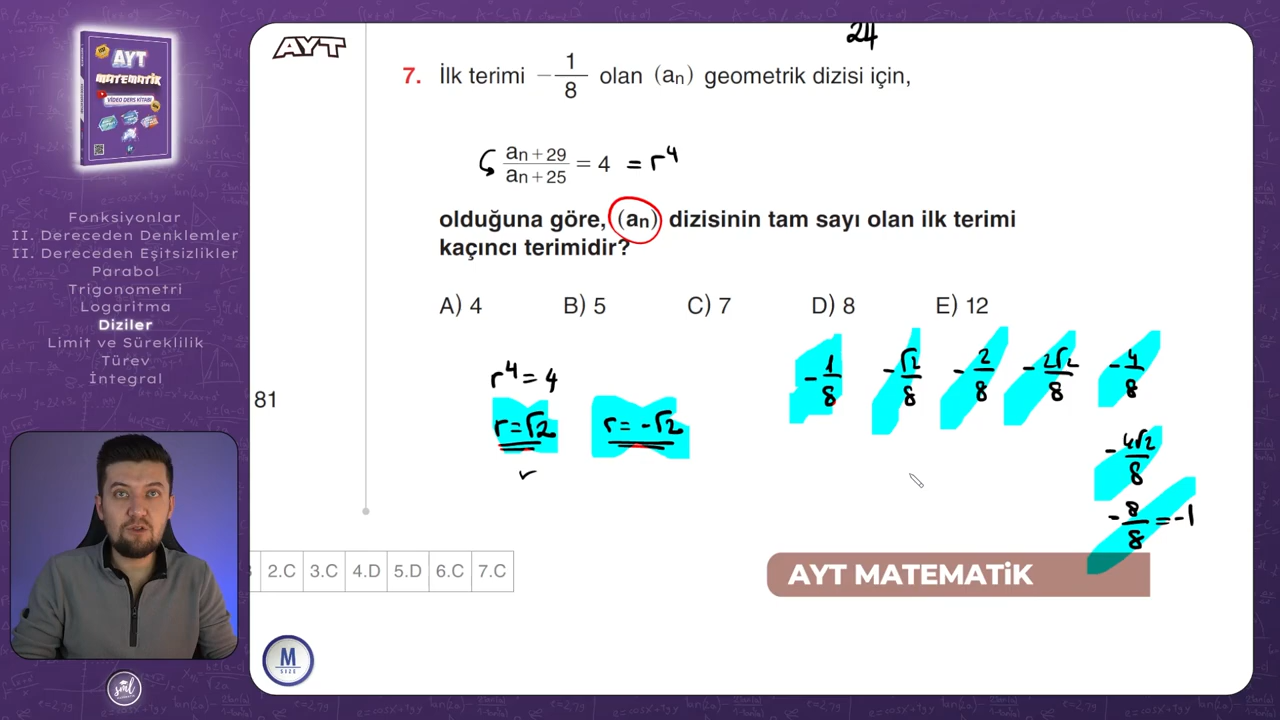 AYT
MATEMATİK
VİDEO DERS KİTABI
Fonksiyonlar
II. Dereceden Denklemler
II. Dereceden Eşitsizlikler
Parabol
Trigonometri
Logaritma
Diziler
Limit ve Süreklilik
Türev
İntegral
AYT
24
7. İlk terimi -1/8 olan (an) geometrik dizisi için,
an+29/an+25 = 4 = r⁴
olduğuna göre, (an) dizisinin tam sayı olan ilk terimi
kaçıncı terimidir?
A) 4 B) 5 C) 7 D) 8 E) 12
r⁴ = 4
r = √2 r = -√2
r
-1/8 -√2/8 -2/8 -2√2/8 -4/8
-4√2/8
-8/8 = -1
81
2.C 3.C 4.D 5.D 6.C 7.C
AYT MATEMATİK
M
SIZE
sml